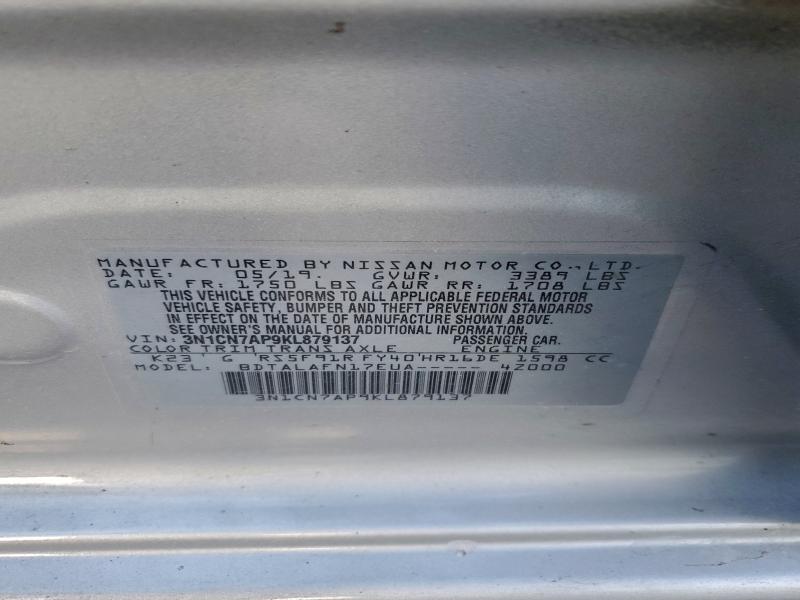 MANUFACTURED BY NISSAN MOTOR CO., LTD.
DATE: 05/19. GVWR: 3389 LBS
GAWR FR: 1750 LBS GAWR RR: 1708 LBS
THIS VEHICLE CONFORMS TO ALL APPLICABLE FEDERAL MOTOR
VEHICLE SAFETY, BUMPER AND THEFT PREVENTION STANDARDS
IN EFFECT ON THE DATE OF MANUFACTURE SHOWN ABOVE.
SEE OWNER'S MANUAL FOR ADDITIONAL INFORMATION.
VIN: 3N1CN7AP9KL879137 PASSENGER CAR.
COLOR TRIM TRANS AXLE ENGINE
K23 G 'RS5F91R FY40'HR16DE 1598 CC
MODEL: BDTALAFN17EUA----- 42000
3N1CN7AP9KL879137